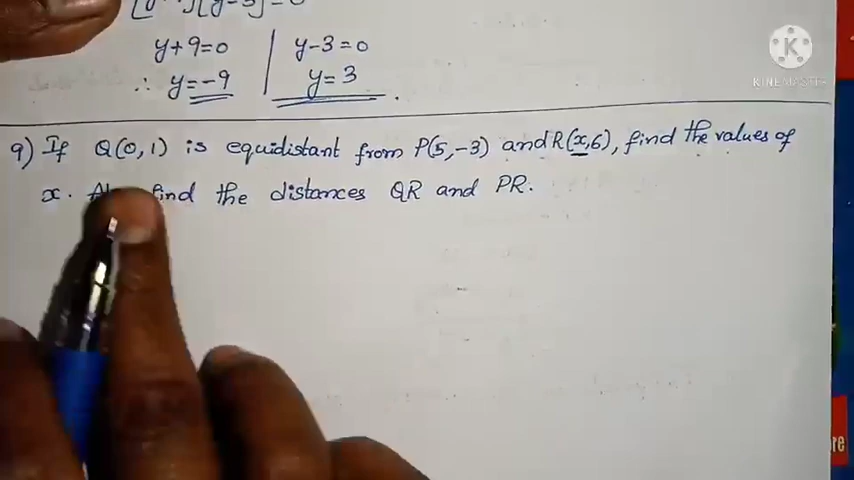 y+9=0 | y-3=0
∴ y=-9 | y=3.
KINEMASTER
9) If Q(0,1) is equidistant from P(5,-3) and R(x,6), find the values of
x. find the distances QR and PR.